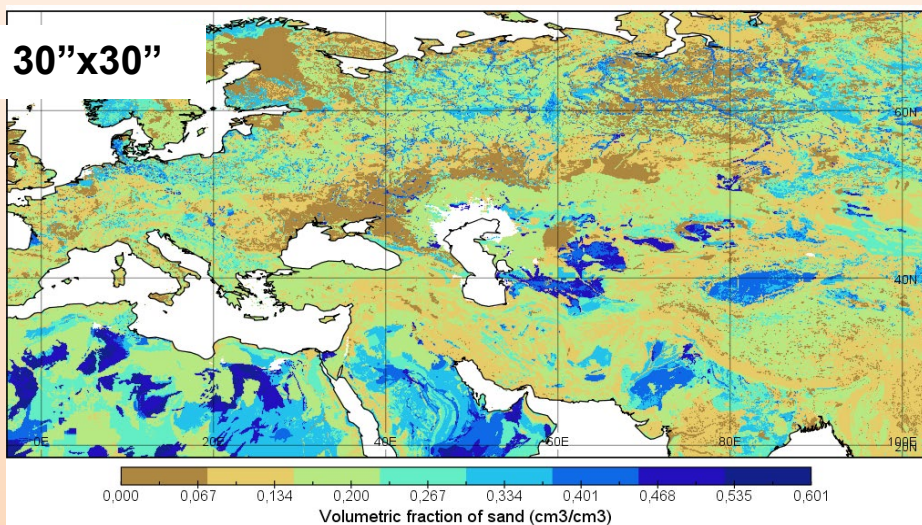 30”x30”
60N
40N
0E
20E
40E
60E
80E
100E
20N
0,000 0,067 0,134 0,200 0,267 0,334 0,401 0,468 0,535 0,601
Volumetric fraction of sand (cm3/cm3)